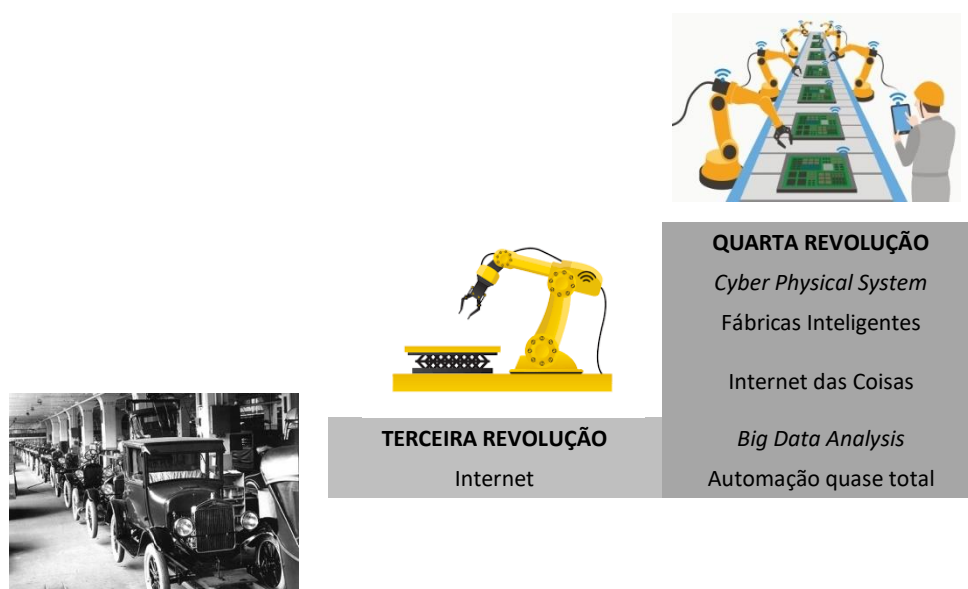 QUARTA REVOLUÇÃO
Cyber Physical System
Fábricas Inteligentes
Internet das Coisas
Big Data Analysis
Automação quase total
TERCEIRA REVOLUÇÃO
Internet